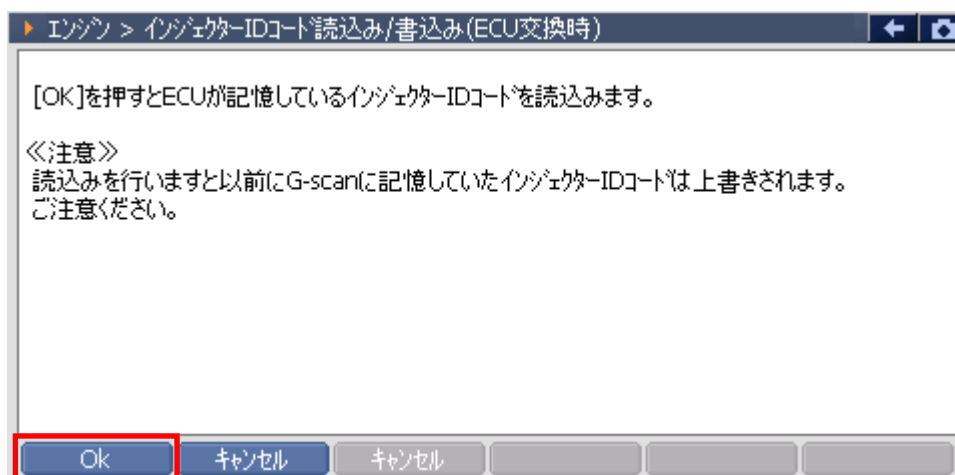 エンジン > インジェクターIDコード読込み/書込み(ECU交換時)
[OK]を押すとECUが記憶しているインジェクターIDコードを読込みます。
≪注意≫
読込みを行いますと以前にG-scanに記憶していたインジェクターIDコードは上書きされます。
ご注意ください。
Ok キャンセル キャンセル